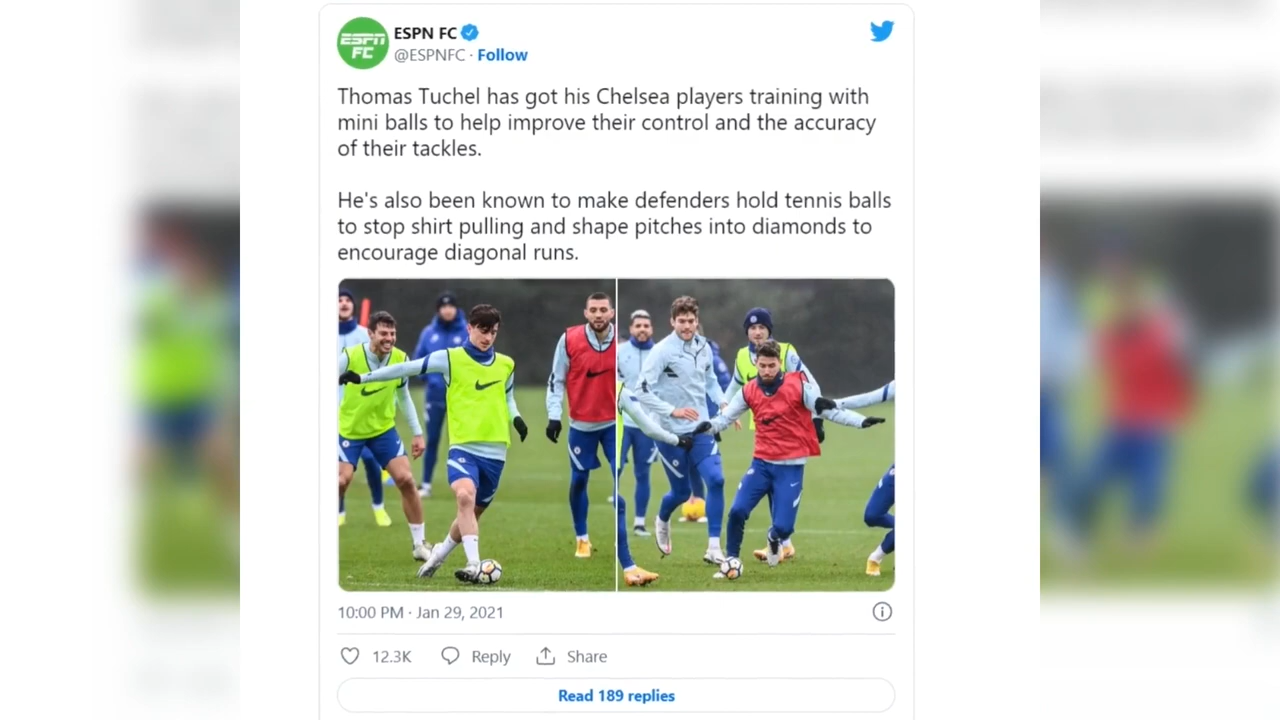 ESPN FC
ESPN
FC
@ESPNFC · Follow
Thomas Tuchel has got his Chelsea players training with
mini balls to help improve their control and the accuracy
of their tackles.
He's also been known to make defenders hold tennis balls
to stop shirt pulling and shape pitches into diamonds to
encourage diagonal runs.
10:00 PM · Jan 29, 2021
12.3K Reply Share
Read 189 replies